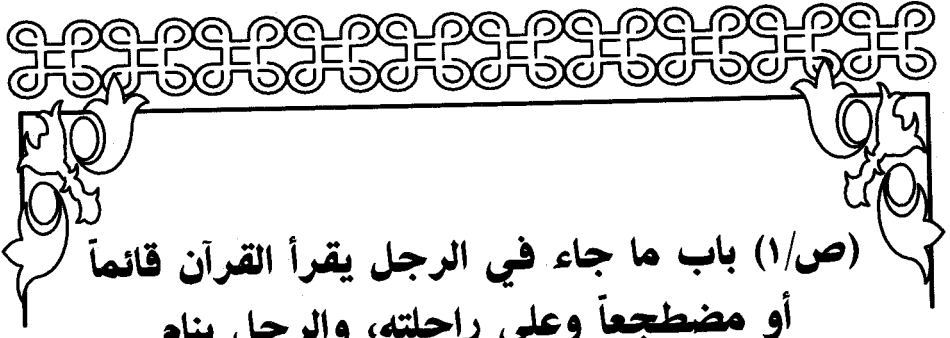 (ص/١) باب ما جاء في الرجل يقرأ القرآن قائماً
أو مضطجعاً وعلى راحلته، والرجل ينام